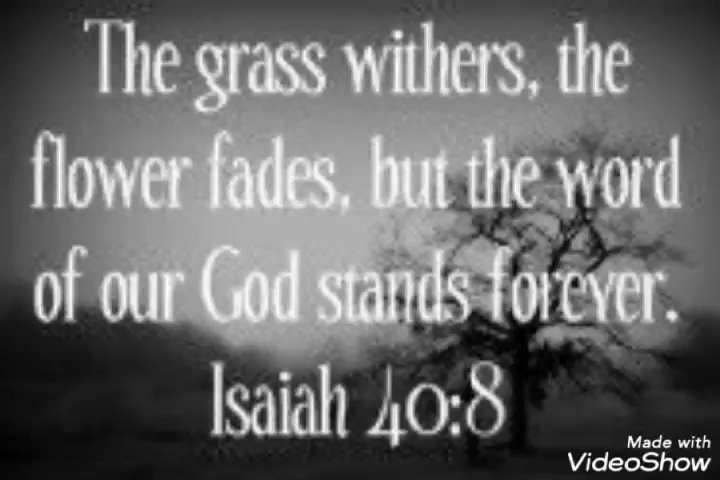 The grass withers, the
flower fades, but the word
of our God stands forever.
Isaiah 40:8
Made with
VideoShow